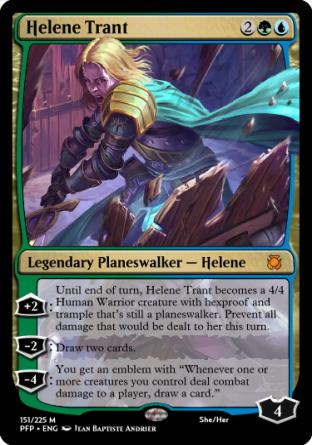 Helene Trant 2
Legendary Planeswalker — Helene
+2: Until end of turn, Helene Trant becomes a 4/4
Human Warrior creature with hexproof and
trample that's still a planeswalker. Prevent all
damage that would be dealt to her this turn.
-2: Draw two cards.
-4: You get an emblem with "Whenever one or
more creatures you control deal combat
damage to a player, draw a card."
4
151/225 M
PFP • ENG Jean Baptiste Andrier
She/Her